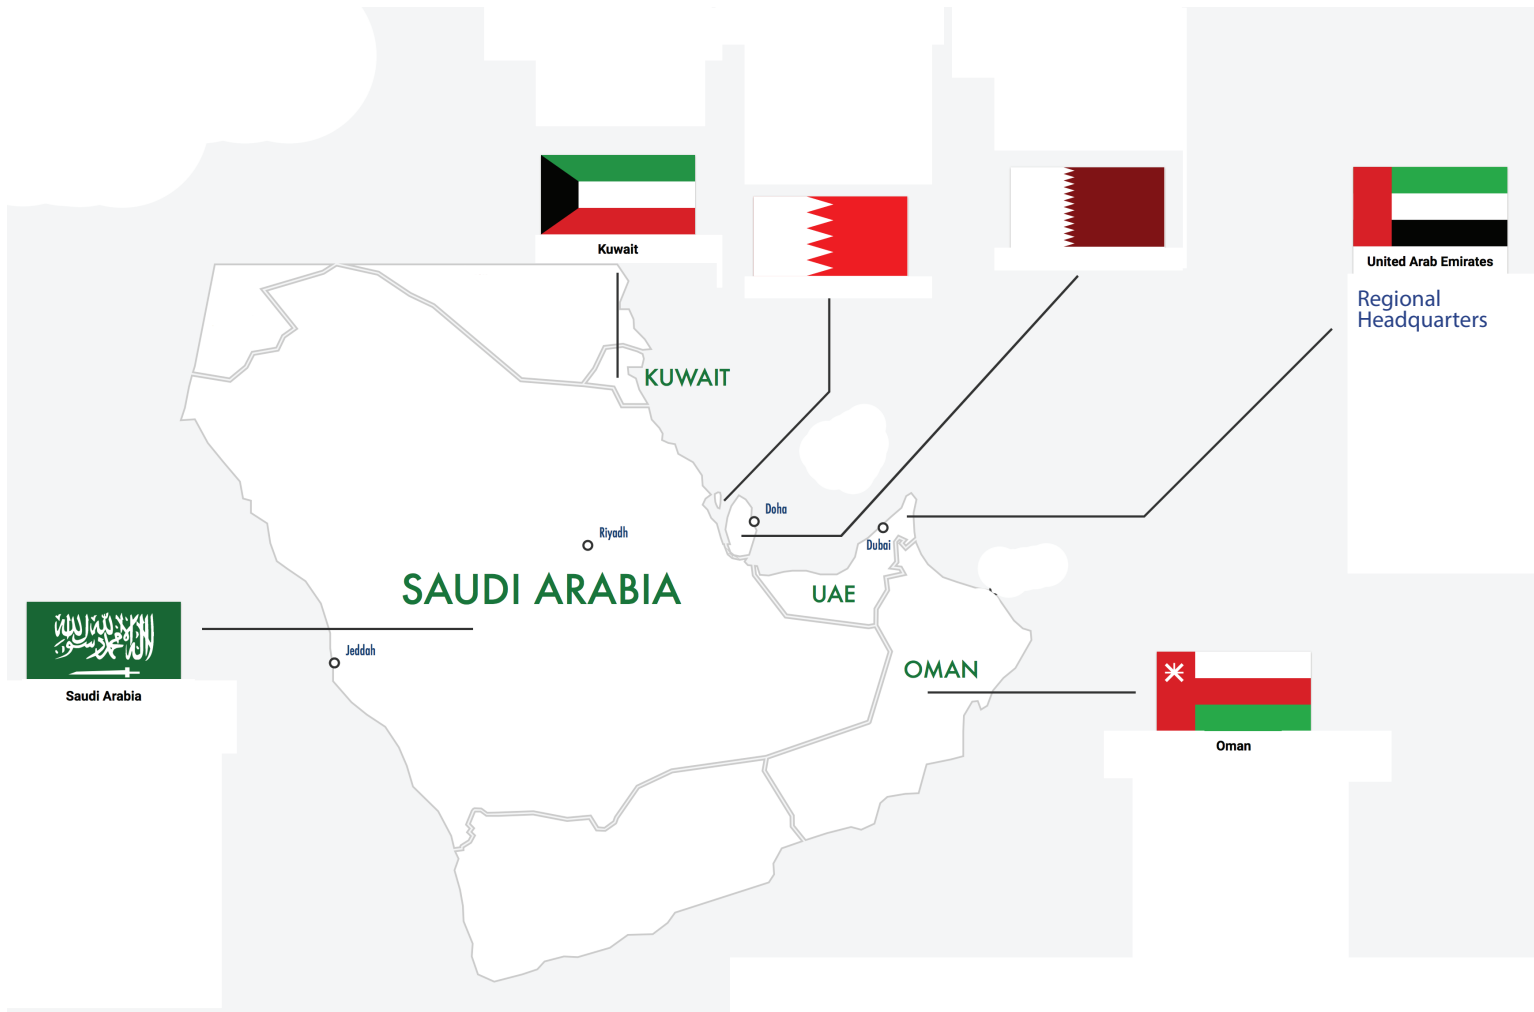 Kuwait
United Arab Emirates
Regional
Headquarters
KUWAIT
Doha
Riyadh
Dubai
SAUDI ARABIA
UAE
Jeddah
OMAN
Saudi Arabia
Oman